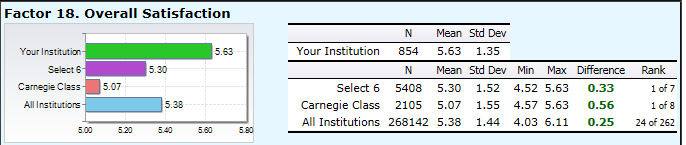 Factor 18. Overall Satisfaction
Your Institution 5.63
Select 6 5.30
Carnegie Class 5.07
All Institutions 5.38
5.00 5.20 5.40 5.60 5.80
N Mean Std Dev
Your Institution 854 5.63 1.35
N Mean Std Dev Min Max Difference Rank
Select 6 5408 5.30 1.52 4.52 5.63 0.33 1 of 7
Carnegie Class 2105 5.07 1.55 4.57 5.63 0.56 1 of 8
All Institutions 268142 5.38 1.44 4.03 6.11 0.25 24 of 262